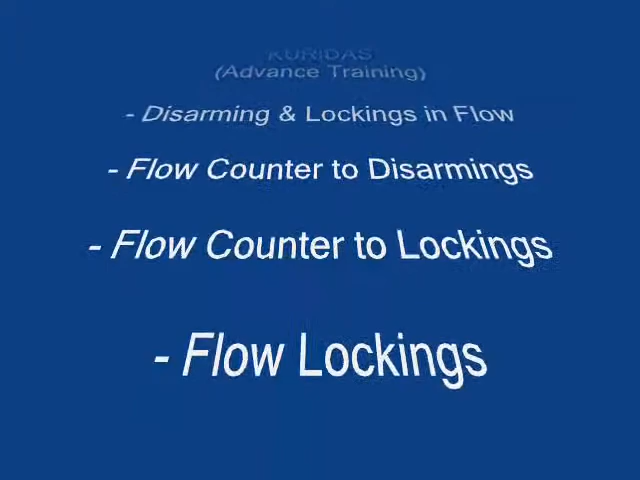 KURIDAS
(Advance Training)
- Disarming & Lockings in Flow
- Flow Counter to Disarmings
- Flow Counter to Lockings
- Flow Lockings